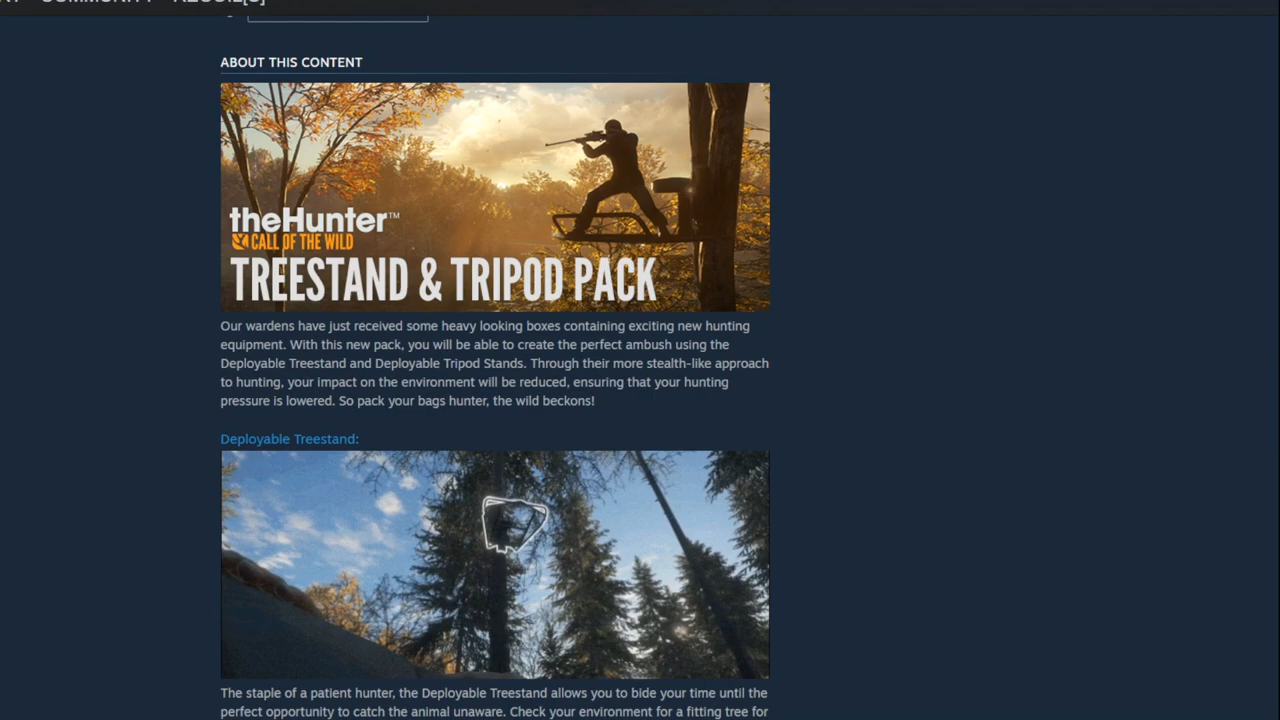 ABOUT THIS CONTENT
theHunter™
CALL OF THE WILD
TREESTAND & TRIPOD PACK
Our wardens have just received some heavy looking boxes containing exciting new hunting
equipment. With this new pack, you will be able to create the perfect ambush using the
Deployable Treestand and Deployable Tripod Stands. Through their more stealth-like approach
to hunting, your impact on the environment will be reduced, ensuring that your hunting
pressure is lowered. So pack your bags hunter, the wild beckons!
Deployable Treestand:
The staple of a patient hunter, the Deployable Treestand allows you to bide your time until the
perfect opportunity to catch the animal unaware. Check your environment for a fitting tree for